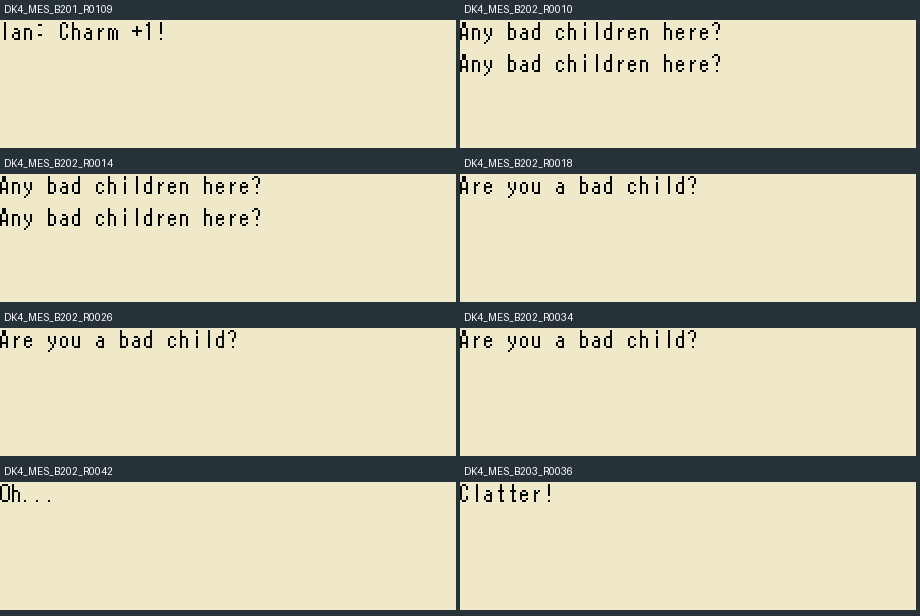 DK4_MES_B201_R0109
Ian: Charm +1!
DK4_MES_B202_R0010
Any bad children here?
Any bad children here?
DK4_MES_B202_R0014
Any bad children here?
Any bad children here?
DK4_MES_B202_R0018
Are you a bad child?
DK4_MES_B202_R0026
Are you a bad child?
DK4_MES_B202_R0034
Are you a bad child?
DK4_MES_B202_R0042
Oh...
DK4_MES_B203_R0036
Clatter!